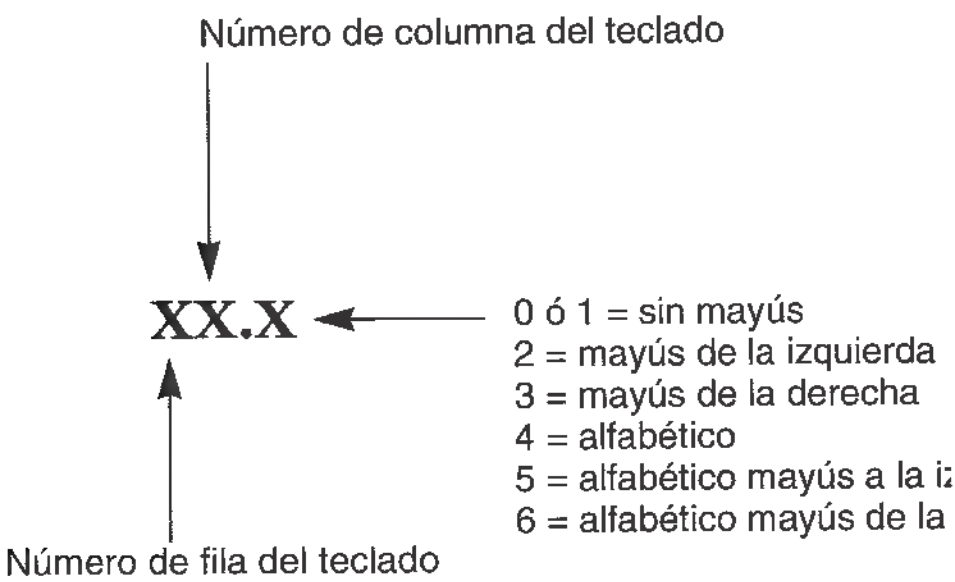 Número de columna del teclado
XX.X
0 ó 1 = sin mayús
2 = mayús de la izquierda
3 = mayús de la derecha
4 = alfabético
5 = alfabético mayús a la
6 = alfabético mayús de la
Número de fila del teclado